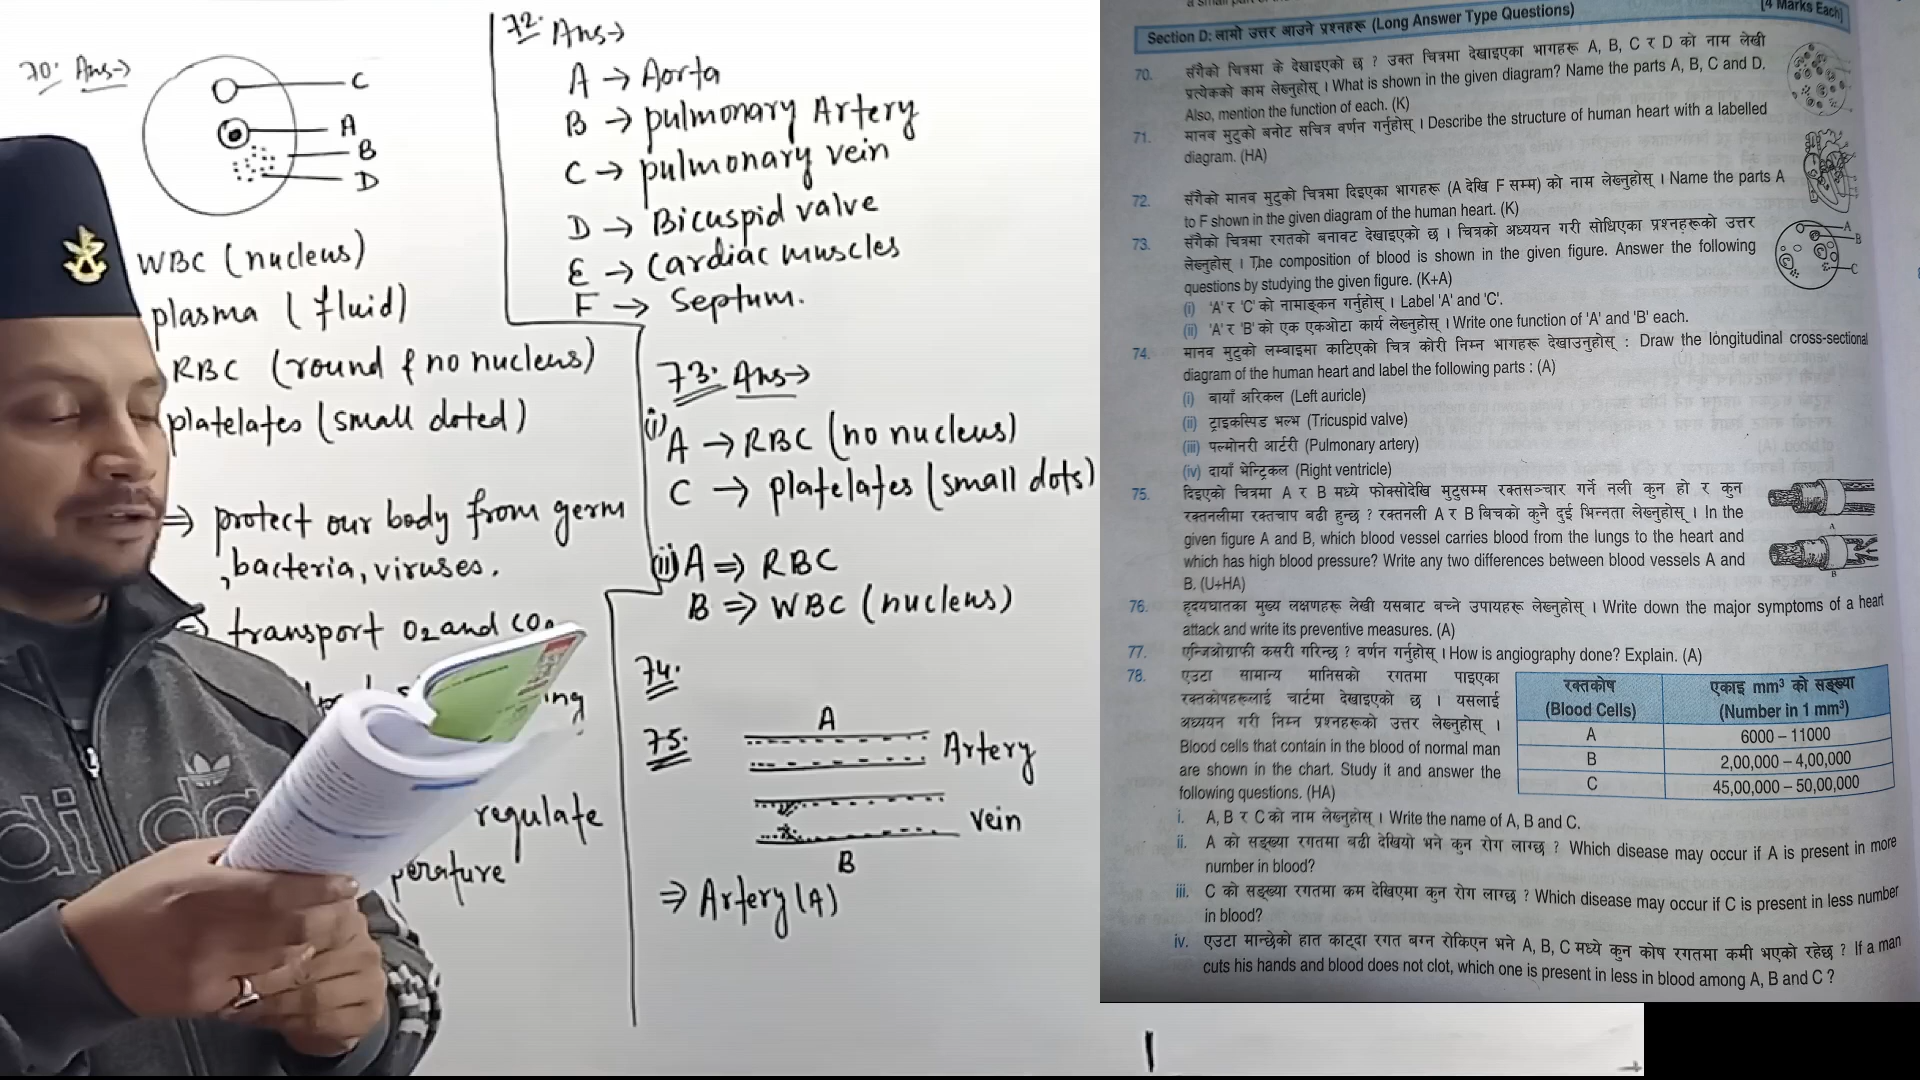 70. Ans→
C
A
B
D
WBC (nucleus)
plasma (fluid)
RBC (round & no nucleus)
platelates (small doted)
⇒ protect our body from germ
, bacteria, viruses.
⇒ transport O2 and CO2
ing
regulate
72. Ans→
A → Aorta
B → pulmonary Artery
C → pulmonary vein
D → Bicuspid valve
E → Cardiac muscles
F → Septum.
73. Ans→
(i) A → RBC (no nucleus)
C → platelates (small dots)
(ii) A ⇒ RBC
B ⇒ WBC (nucleus)
74.
75.
A
Artery
vein
B
⇒ Artery (A)
adidas
[4 Marks Each]
Section D: लामो उत्तर आउने प्रश्नहरू (Long Answer Type Questions)
70. सँगैको चित्रमा के देखाइएको छ ? उक्त चित्रमा देखाइएका भागहरू A, B, C र D को नाम लेखी
प्रत्येकको काम लेख्नुहोस् । What is shown in the given diagram? Name the parts A, B, C and D.
Also, mention the function of each. (K)
71. मानव मुटुको बनोट सचित्र वर्णन गर्नुहोस् । Describe the structure of human heart with a labelled
diagram. (HA)
72. सँगैको मानव मुटुको चित्रमा दिइएका भागहरू (A देखि F सम्म) को नाम लेख्नुहोस् । Name the parts A
to F shown in the given diagram of the human heart. (K)
73. सँगैको चित्रमा रगतको बनावट देखाइएको छ । चित्रको अध्ययन गरी सोधिएका प्रश्नहरूको उत्तर
लेख्नुहोस् । The composition of blood is shown in the given figure. Answer the following
questions by studying the given figure. (K+A)
A
B
C
(i) 'A' र 'C' को नामाङ्कन गर्नुहोस् । Label 'A' and 'C'.
(ii) 'A' र 'B' को एक एकओटा कार्य लेख्नुहोस् । Write one function of 'A' and 'B' each.
74. मानव मुटुको लम्बाइमा काटिएको चित्र कोरी निम्न भागहरू देखाउनुहोस् : Draw the longitudinal cross-sectional
diagram of the human heart and label the following parts : (A)
(i) बायाँ अरिकल (Left auricle)
(ii) ट्राइकस्पिड भल्भ (Tricuspid valve)
(iii) पल्मोनरी आर्टरी (Pulmonary artery)
(iv) दायाँ भेन्ट्रिकल (Right ventricle)
75. दिइएको चित्रमा A र B मध्ये फोक्सोदेखि मुटुसम्म रक्तसञ्चार गर्ने नली कुन हो र कुन
रक्तनलीमा रक्तचाप बढी हुन्छ ? रक्तनली A र B बिचको कुनै दुई भिन्नता लेख्नुहोस् । In the
given figure A and B, which blood vessel carries blood from the lungs to the heart and
which has high blood pressure? Write any two differences between blood vessels A and
B. (U+HA)
A
B
76. हृदयघातका मुख्य लक्षणहरू लेखी यसबाट बच्ने उपायहरू लेख्नुहोस् । Write down the major symptoms of a heart
attack and write its preventive measures. (A)
77. एन्जिओग्राफी कसरी गरिन्छ ? वर्णन गर्नुहोस् । How is angiography done? Explain. (A)
78. एउटा सामान्य मानिसको रगतमा पाइएका
रक्तकोषहरूलाई चार्टमा देखाइएको छ । यसलाई
अध्ययन गरी निम्न प्रश्नहरूको उत्तर लेख्नुहोस् ।
Blood cells that contain in the blood of normal man
are shown in the chart. Study it and answer the
following questions. (HA)
रक्तकोष एकाइ mm³ को सङ्ख्या
(Blood Cells) (Number in 1 mm³)
A 6000 – 11000
B 2,00,000 – 4,00,000
C 45,00,000 – 50,00,000
i. A, B र C को नाम लेख्नुहोस् । Write the name of A, B and C.
ii. A को सङ्ख्या रगतमा बढी देखियो भने कुन रोग लाग्छ ? Which disease may occur if A is present in more
number in blood?
iii. C को सङ्ख्या रगतमा कम देखिएमा कुन रोग लाग्छ ? Which disease may occur if C is present in less number
in blood?
iv. एउटा मान्छेको हात काट्दा रगत बग्न रोकिएन भने A, B, C मध्ये कुन कोष रगतमा कमी भएको रहेछ ? If a man
cuts his hands and blood does not clot, which one is present in less in blood among A, B and C ?